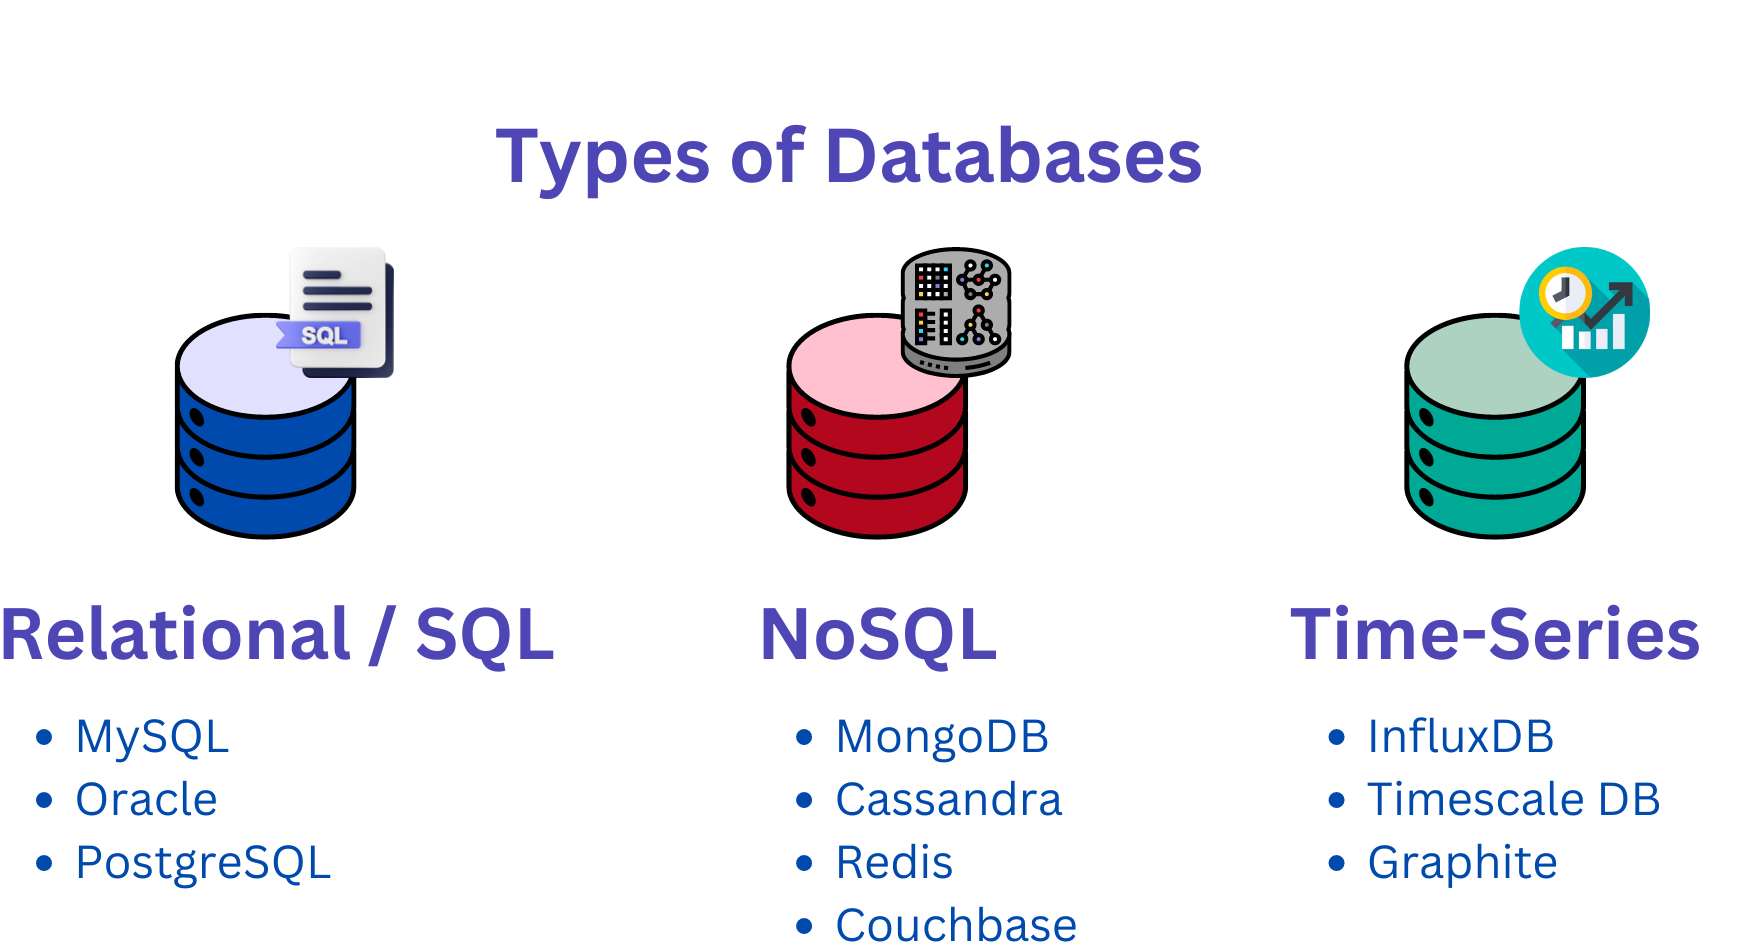 Types of Databases
SQL
Relational / SQL
• MySQL
• Oracle
• PostgreSQL
NoSQL
• MongoDB
• Cassandra
• Redis
• Couchbase
Time-Series
• InfluxDB
• Timescale DB
• Graphite